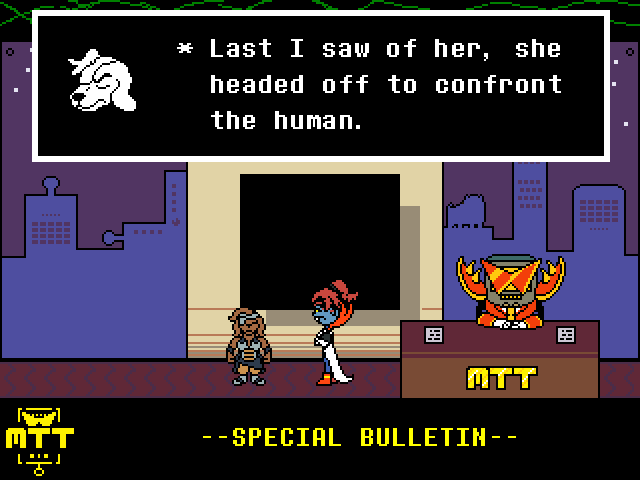 * Last I saw of her, she
headed off to confront
the human.
MTT
MTT
--SPECIAL BULLETIN--